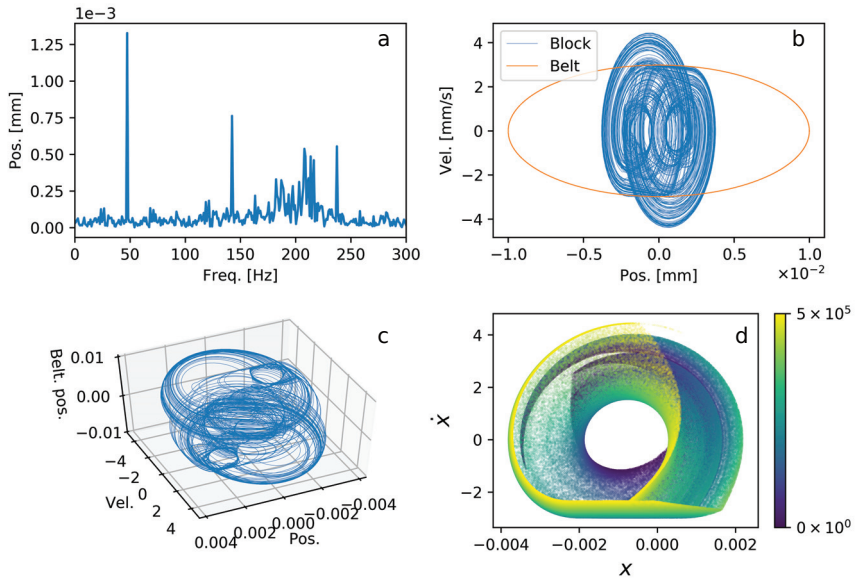 1e−3
a
1.25
1.00
0.75
0.50
0.25
0.00
Pos. [mm]
0 50 100 150 200 250 300
Freq. [Hz]
b
Block
Belt
4
2
0
−2
−4
Vel. [mm/s]
−1.0 −0.5 0.0 0.5 1.0
Pos. [mm]
×10⁻²
c
0.01
0.00
−0.01
Belt. pos.
−4
−2
0
2
4
Vel.
0.004 0.002 0.000 −0.002 −0.004
Pos.
d
4
2
0
−2
ẋ
−0.004 −0.002 0.000 0.002
x
5 × 10⁵
0 × 10⁰